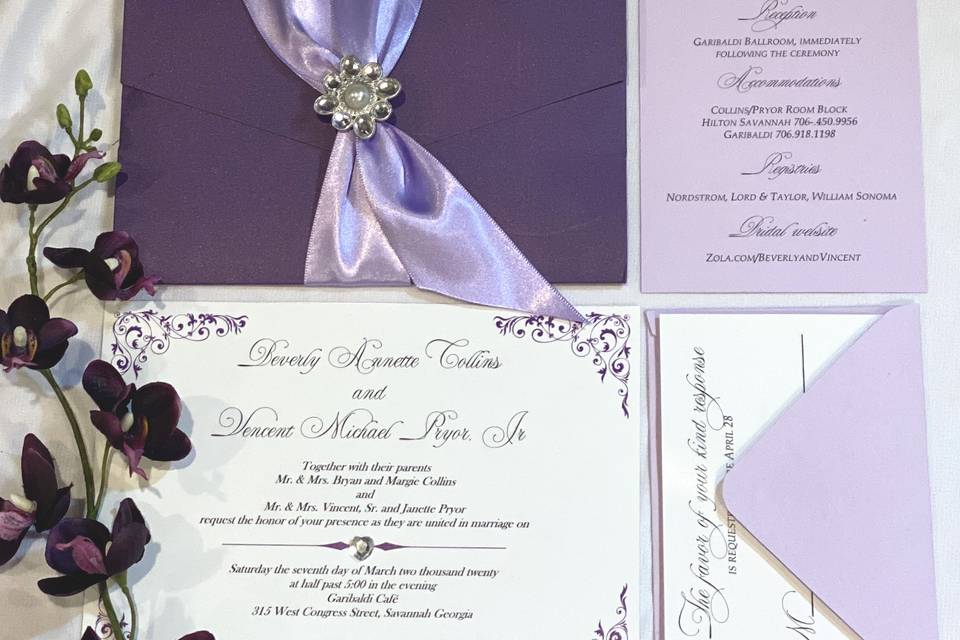 Reception
Garibaldi Ballroom, immediately
following the ceremony
Accommodations
Collins/Pryor Room Block
Hilton Savannah 706-.450.9956
Garibaldi 706.918.1198
Registries
Nordstrom, Lord & Taylor, William Sonoma
Bridal website
Zola.com/BeverlyandVincent
Beverly Annette Collins
and
Vencent Michael Pryor, Jr
Together with their parents
Mr. & Mrs. Bryan and Margie Collins
and
Mr. & Mrs. Vincent, Sr. and Janette Pryor
request the honor of your presence as they are united in marriage on
Saturday the seventh day of March two thousand twenty
at half past 5:00 in the evening
Garibaldi Café
315 West Congress Street, Savannah Georgia
The favor of your kind response
is request e April 28
M